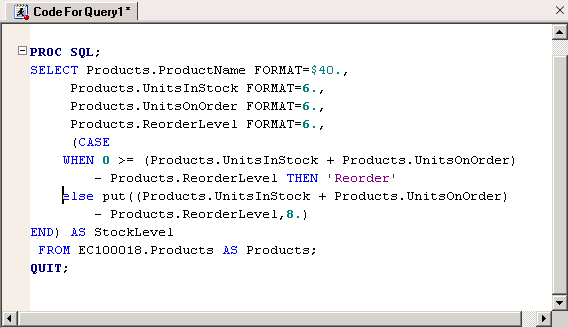 Code For Query1 *
PROC SQL;
SELECT Products.ProductName FORMAT=$40.,
Products.UnitsInStock FORMAT=6.,
Products.UnitsOnOrder FORMAT=6.,
Products.ReorderLevel FORMAT=6.,
(CASE
WHEN 0 >= (Products.UnitsInStock + Products.UnitsOnOrder)
- Products.ReorderLevel THEN 'Reorder'
else put((Products.UnitsInStock + Products.UnitsOnOrder)
- Products.ReorderLevel,8.)
END) AS StockLevel
FROM EC100018.Products AS Products;
QUIT;